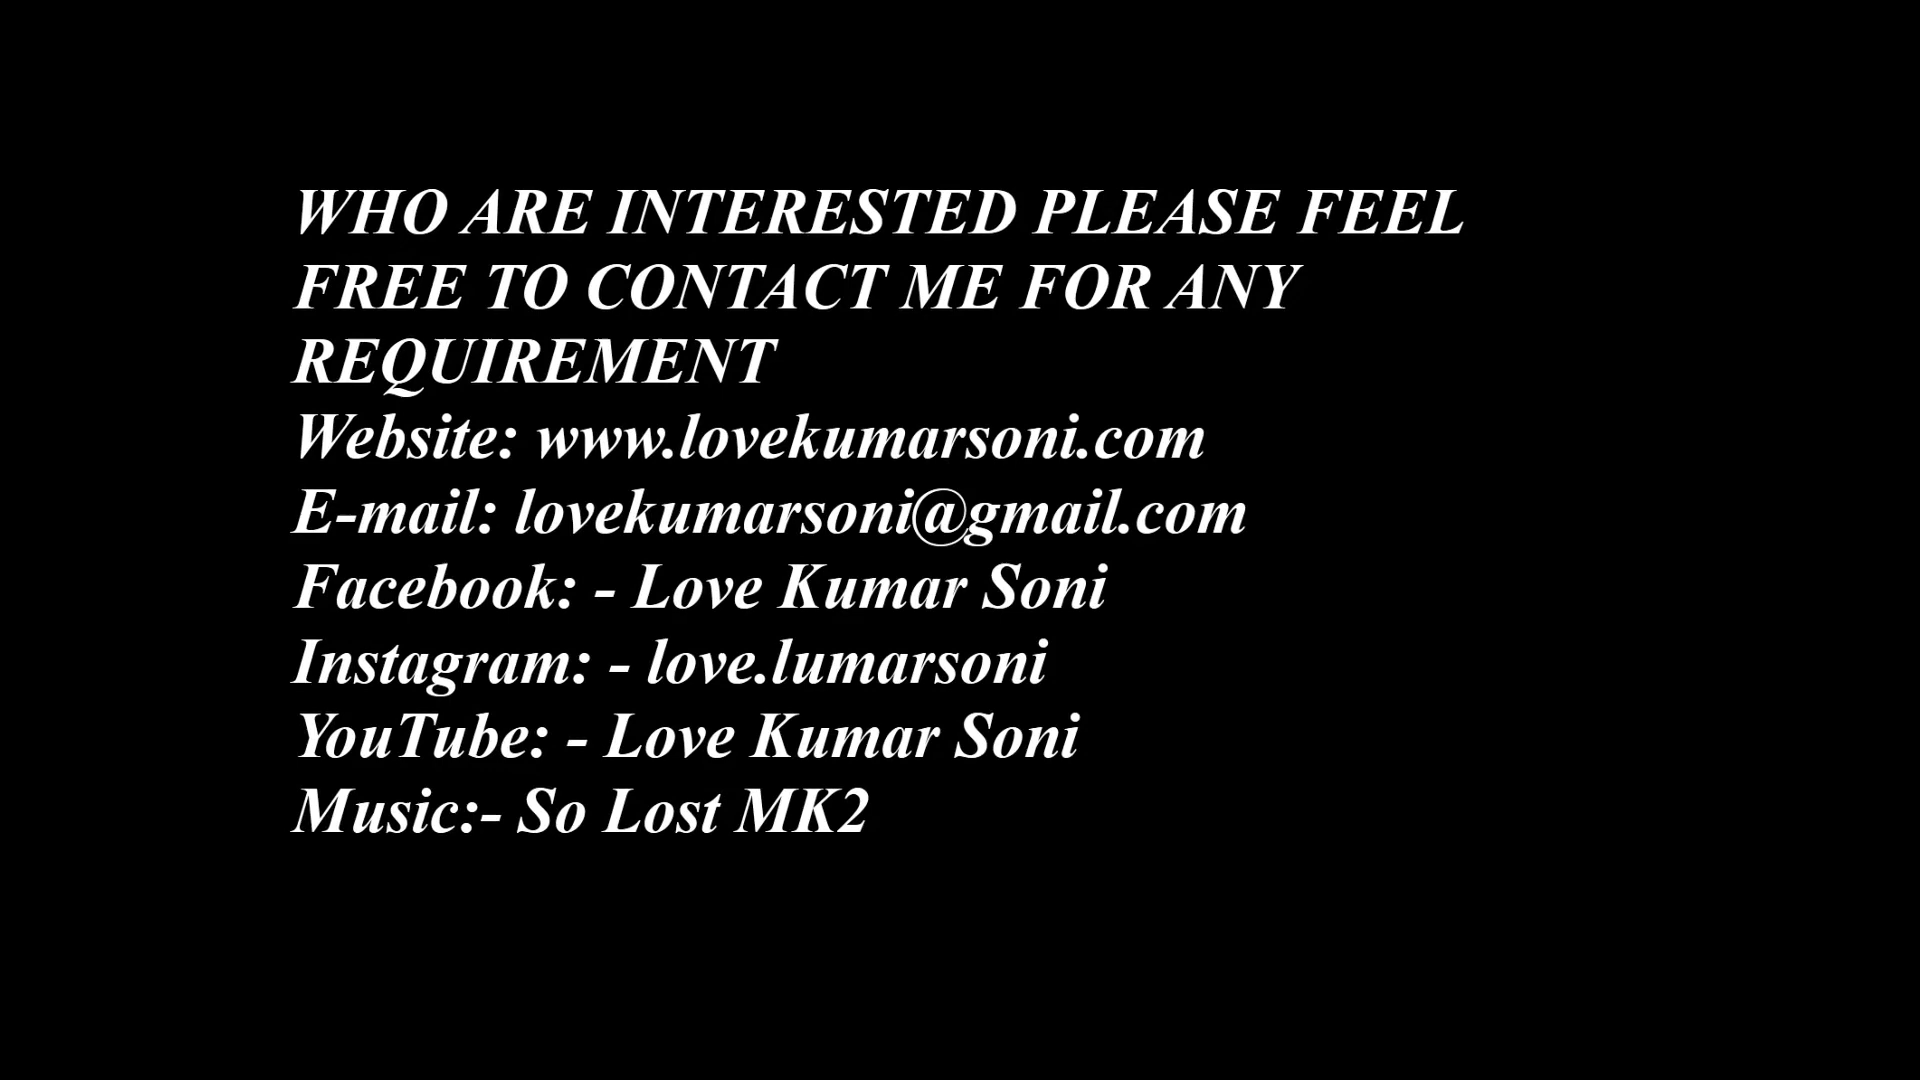 WHO ARE INTERESTED PLEASE FEEL
FREE TO CONTACT ME FOR ANY
REQUIREMENT
Website: www.lovekumarsoni.com
E-mail: lovekumarsoni@gmail.com
Facebook: - Love Kumar Soni
Instagram: - love.lumarsoni
YouTube: - Love Kumar Soni
Music:- So Lost MK2